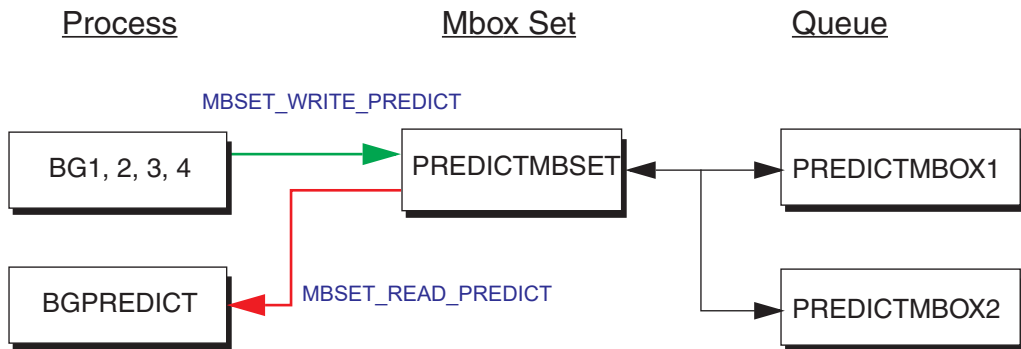 Process
Mbox Set
Queue
MBSET_WRITE_PREDICT
BG1, 2, 3, 4
PREDICTMBSET
PREDICTMBOX1
BGPREDICT
MBSET_READ_PREDICT
PREDICTMBOX2